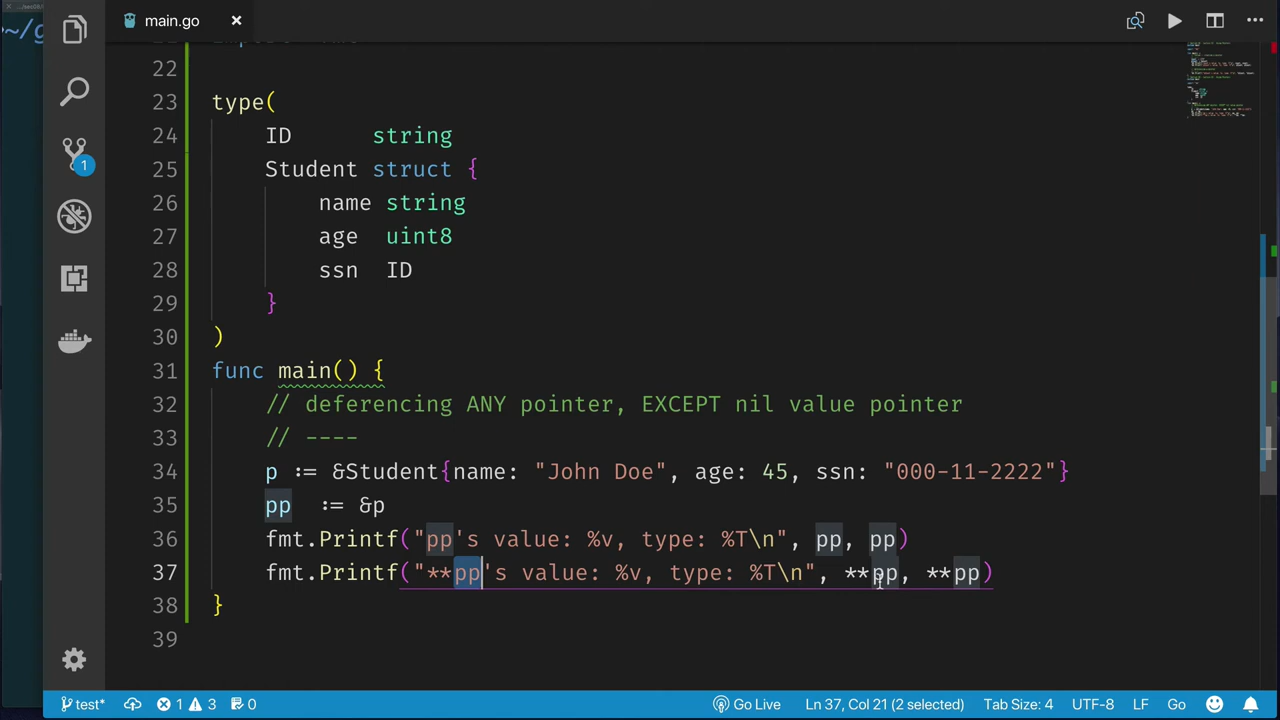 main.go
22
23 type(
24 ID string
25 Student struct {
26 name string
27 age uint8
28 ssn ID
29 }
30 )
31 func main() {
32 // deferencing ANY pointer, EXCEPT nil value pointer
33 // ----
34 p := &Student{name: "John Doe", age: 45, ssn: "000-11-2222"}
35 pp := &p
36 fmt.Printf("pp's value: %v, type: %T\n", pp, pp)
37 fmt.Printf("**pp's value: %v, type: %T\n", **pp, **pp)
38 }
39
1
test* 1 3 0 Go Live Ln 37, Col 21 (2 selected) Tab Size: 4 UTF-8 LF Go